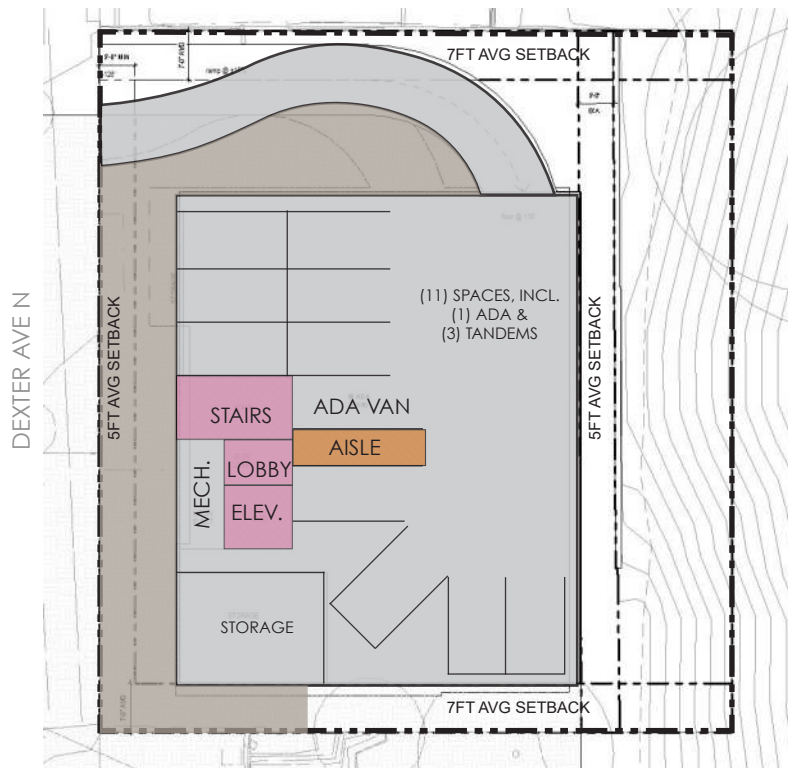 7FT AVG SETBACK
ramp @
DEXTER AVE N
5FT AVG SETBACK
(11) SPACES, INCL.
(1) ADA &
(3) TANDEMS
5FT AVG SETBACK
STAIRS
ADA VAN
AISLE
MECH.
LOBBY
ELEV.
STORAGE
7FT AVG SETBACK